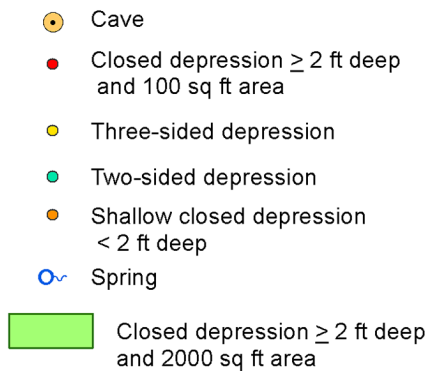 Cave
Closed depression ≥ 2 ft deep
and 100 sq ft area
Three-sided depression
Two-sided depression
Shallow closed depression
< 2 ft deep
Spring
Closed depression ≥ 2 ft deep
and 2000 sq ft area